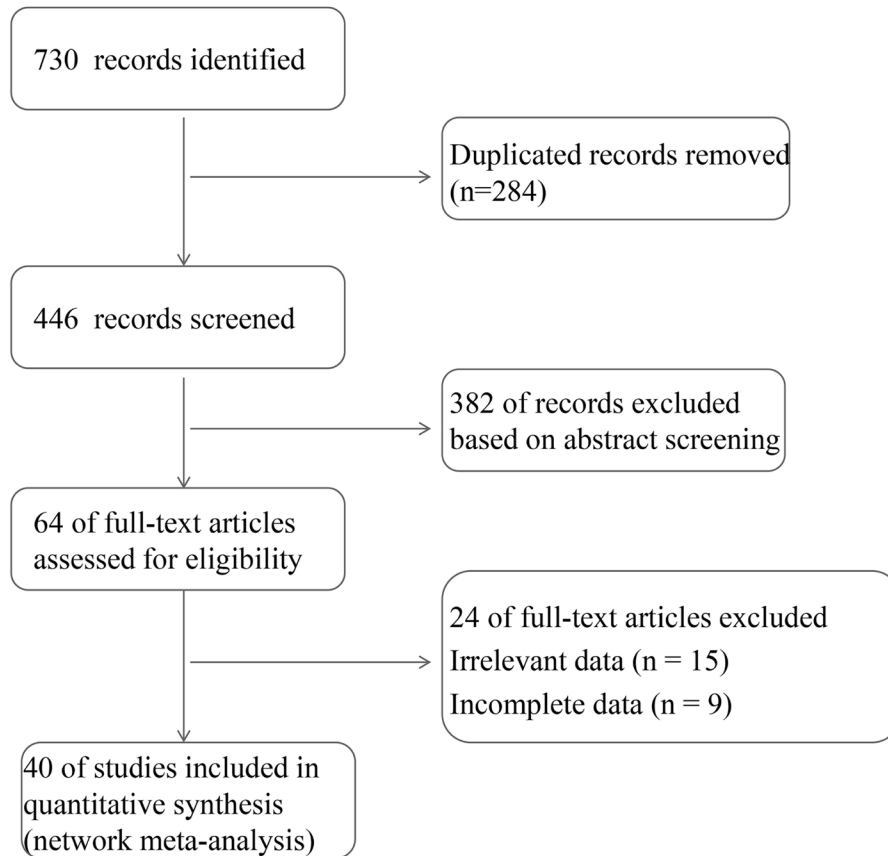 730 records identified
Duplicated records removed
(n=284)
446 records screened
382 of records excluded
based on abstract screening
64 of full-text articles
assessed for eligibility
24 of full-text articles excluded
Irrelevant data (n = 15)
Incomplete data (n = 9)
40 of studies included in
quantitative synthesis
(network meta-analysis)